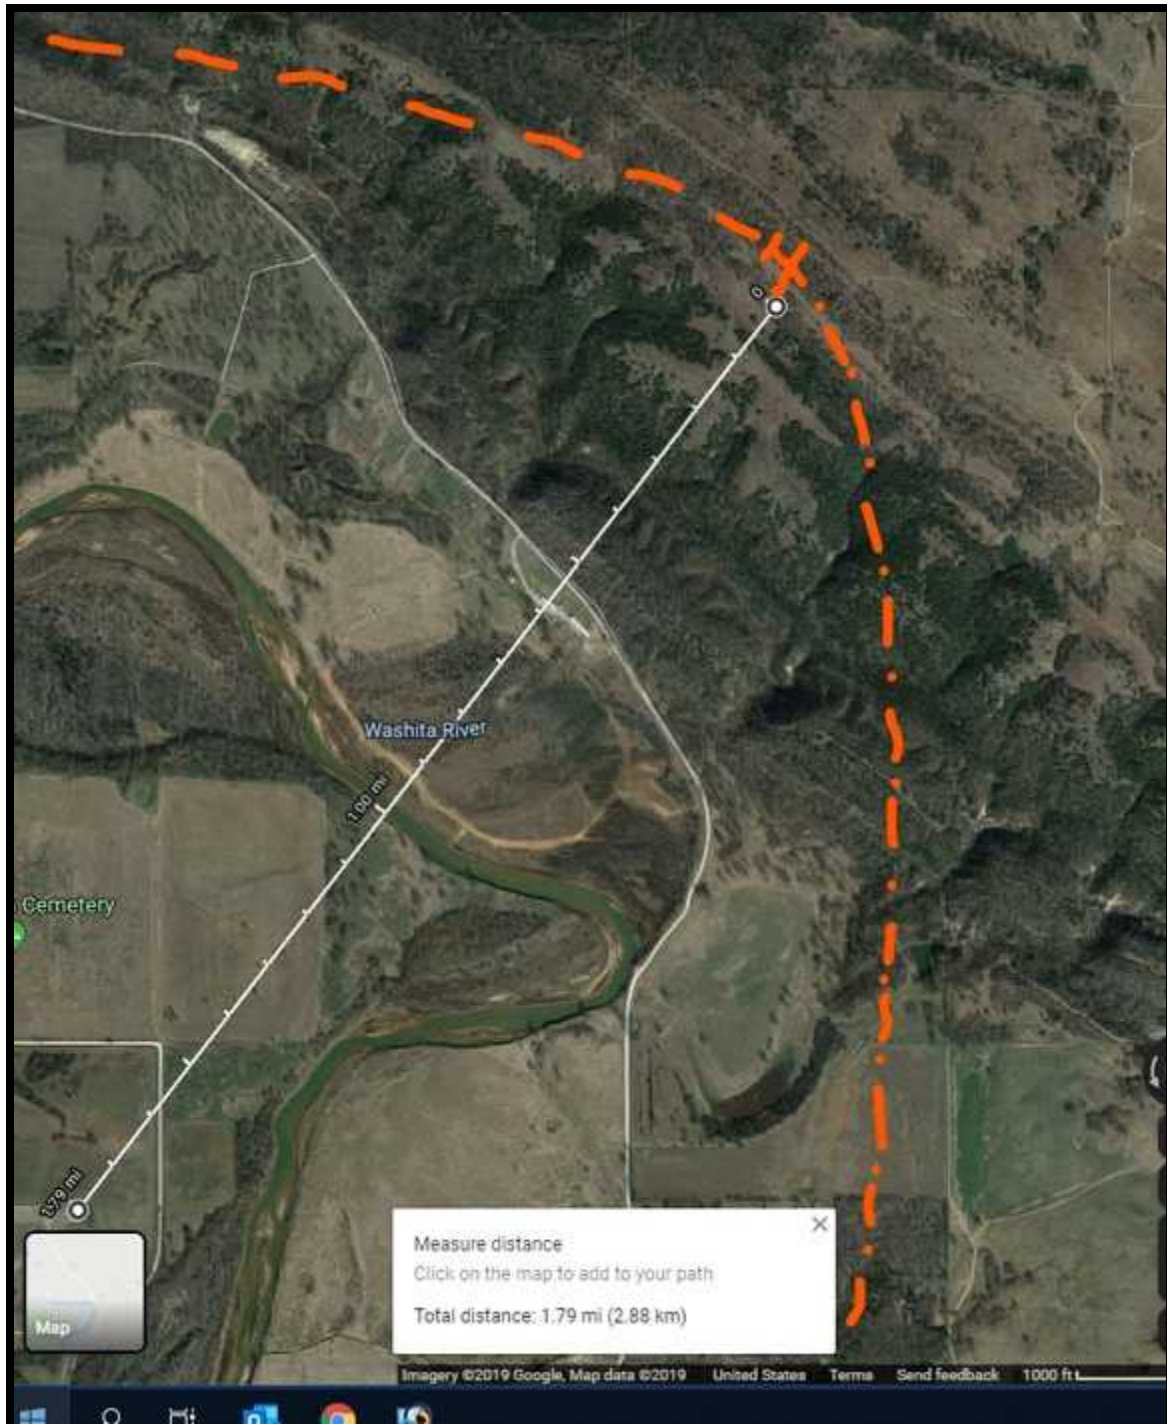 0
Washita River
1.00 mi
Cemetery
1.79 mi
Measure distance
Click on the map to add to your path
Total distance: 1.79 mi (2.88 km)
Map
Imagery ©2019 Google, Map data ©2019 United States Terms Send feedback 1000 ft